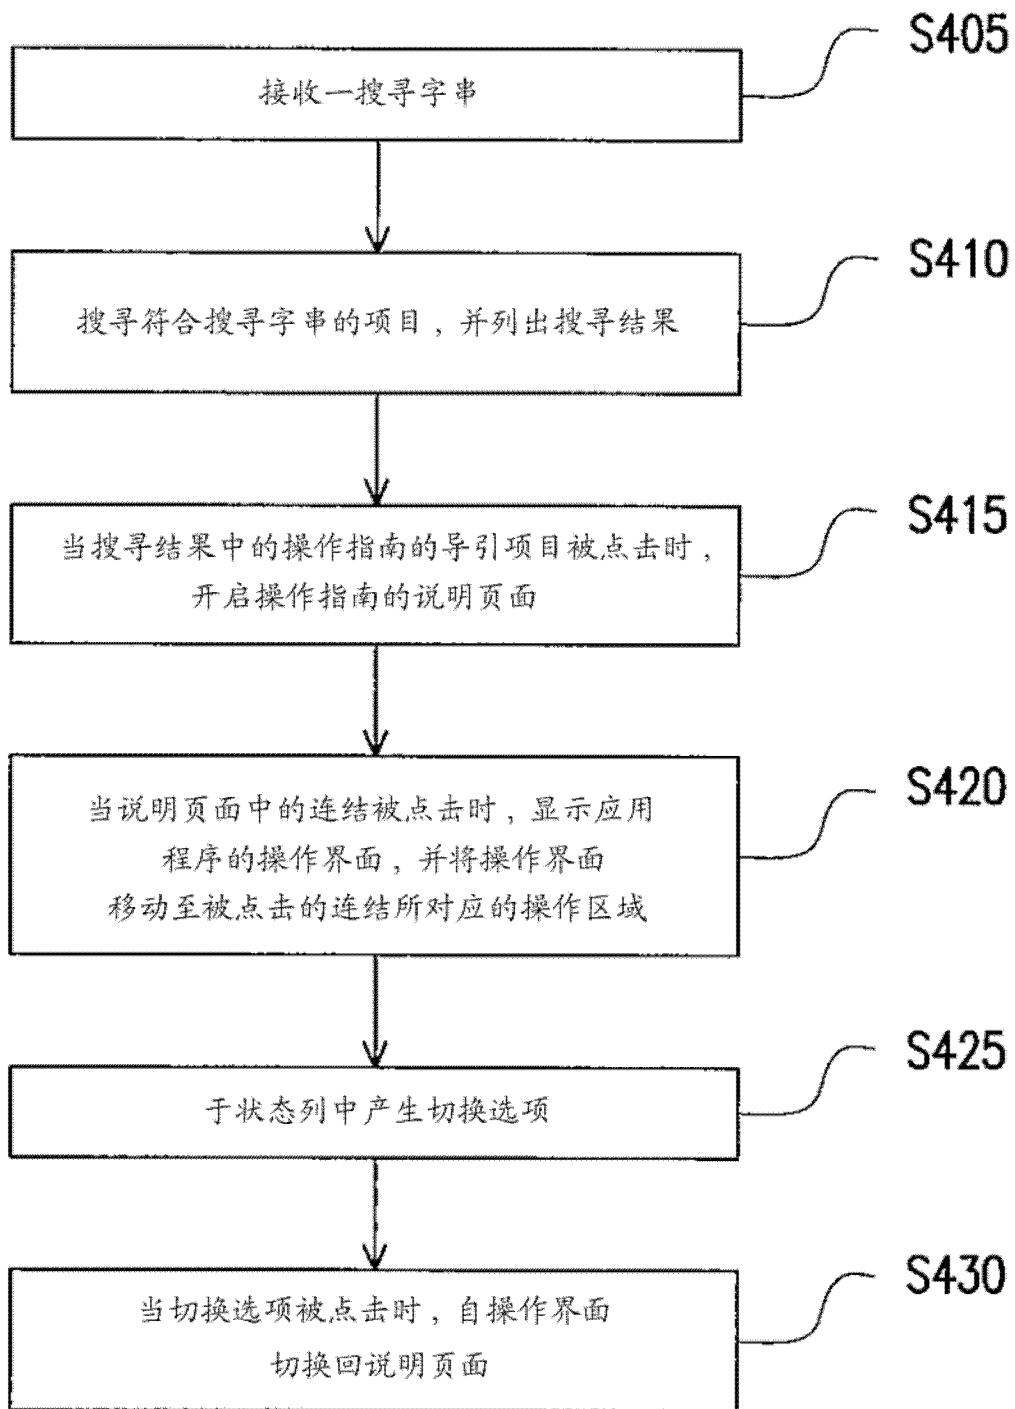 S405
接收一搜寻字串
S410
搜寻符合搜寻字串的项目，并列出搜寻结果
S415
当搜寻结果中的操作指南的导引项目被点击时，
开启操作指南的说明页面
S420
当说明页面中的连结被点击时，显示应用
程序的操作界面，并将操作界面
移动至被点击的连结所对应的操作区域
S425
于状态列中产生切换选项
S430
当切换选项被点击时，自操作界面
切换回说明页面